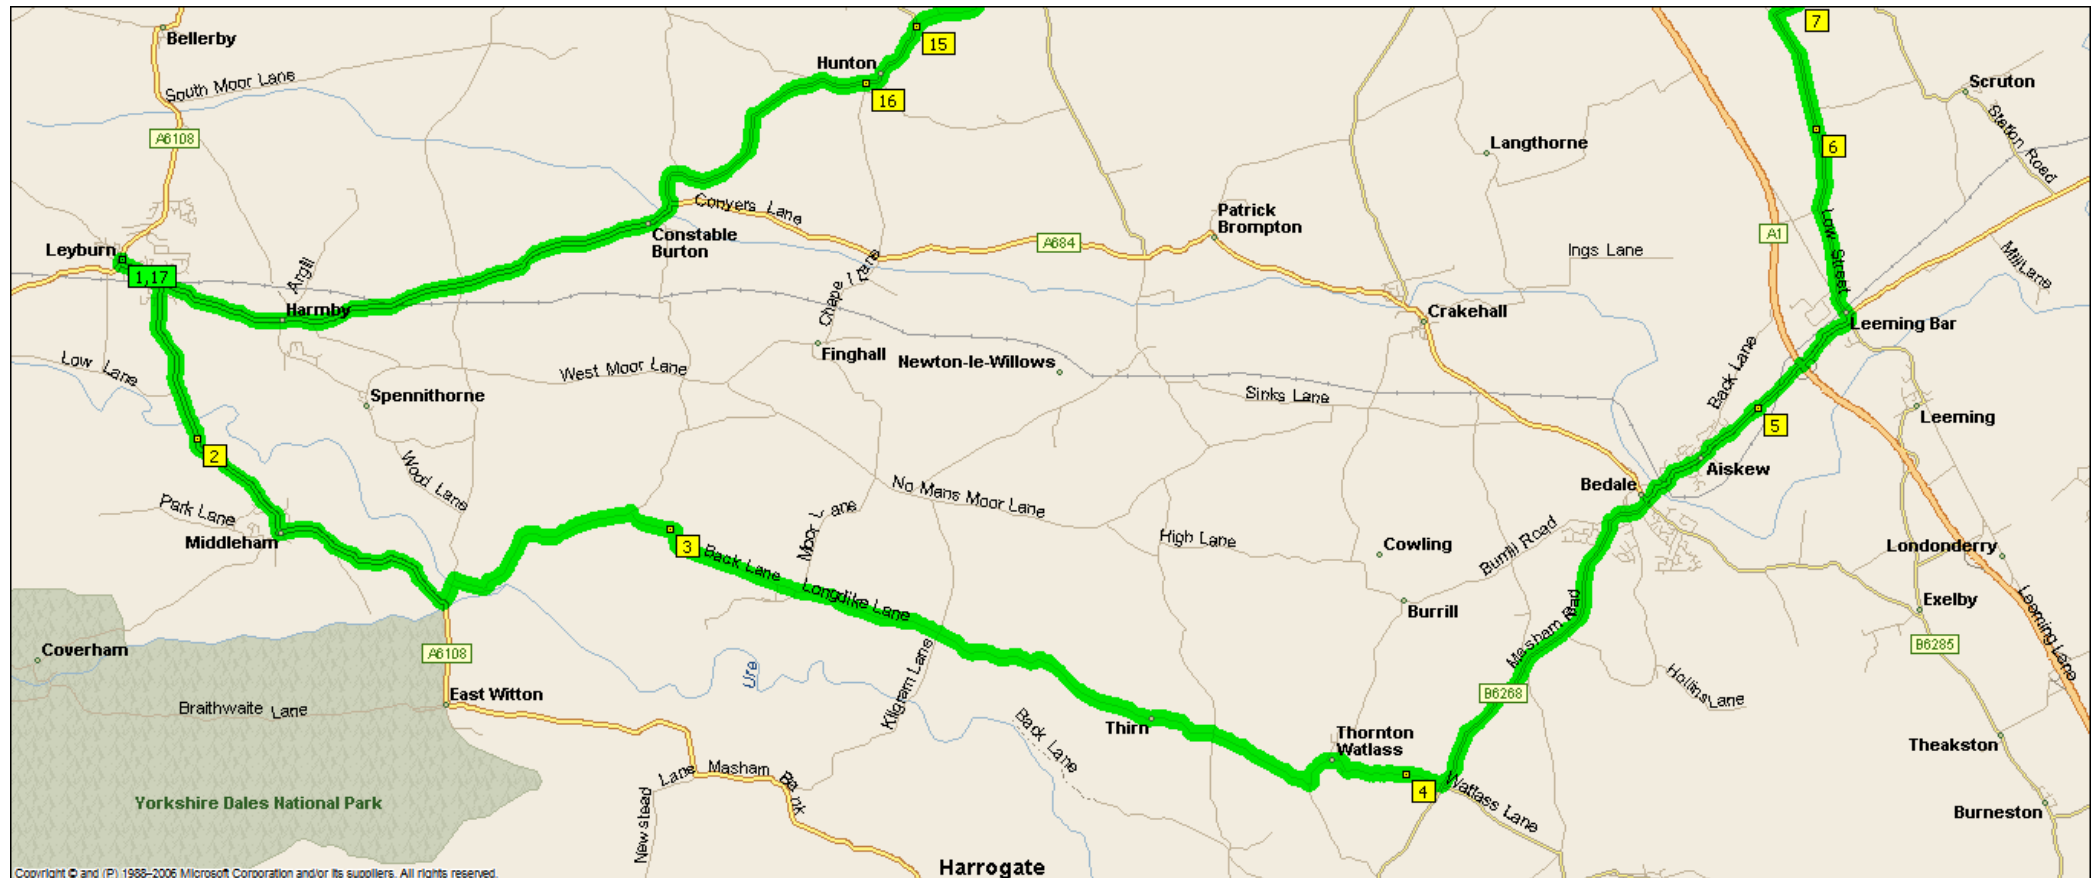 7
Bellerby
15
Hunton
South Moor Lane
Scruton
16
Station Road
A6108
6
Langthorne
Conyers Lane
Patrick
Brompton
Low Street
A1
Constable
Burton
A684
Leyburn
Ings Lane
Mill Lane
1,17
Argill
Chapel Lane
Harmby
Crakehall
Leeming Bar
Finghall
Newton-le-Willows
Low Lane
West Moor Lane
Back Lane
Spennithorne
Sinks Lane
Leeming
5
2
Aiskew
Wood Lane
Bedale
No Mans Moor Lane
Park Lane
Moor Lane
Middleham
3
High Lane
Cowling
Burrill Road
Londonderry
Back Lane
Longdike Lane
Burrill
Exelby
Leeming Lane
Masham Road
B6285
Coverham
A6108
Ure
Kilgram Lane
Hollins Lane
East Witton
B6268
Braithwaite Lane
Back Lane
Thirn
Thornton
Watlass
Theakston
Lane
Masham Bank
4
Watlass Lane
Yorkshire Dales National Park
Newstead
Burneston
Harrogate
Copyright © and (P) 1988–2006 Microsoft Corporation and/or its suppliers. All rights reserved.